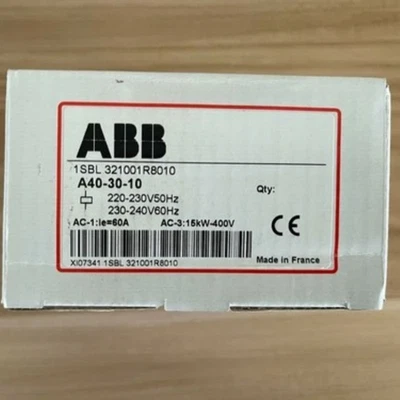 ABB
1SBL 321001R8010
A40-30-10
220-230V50Hz
230-240V60Hz
Qty:
AC-1:Ie=60A AC-3:15kW-400V
CE
XI07341 1SBL 321001R8010
Made in France